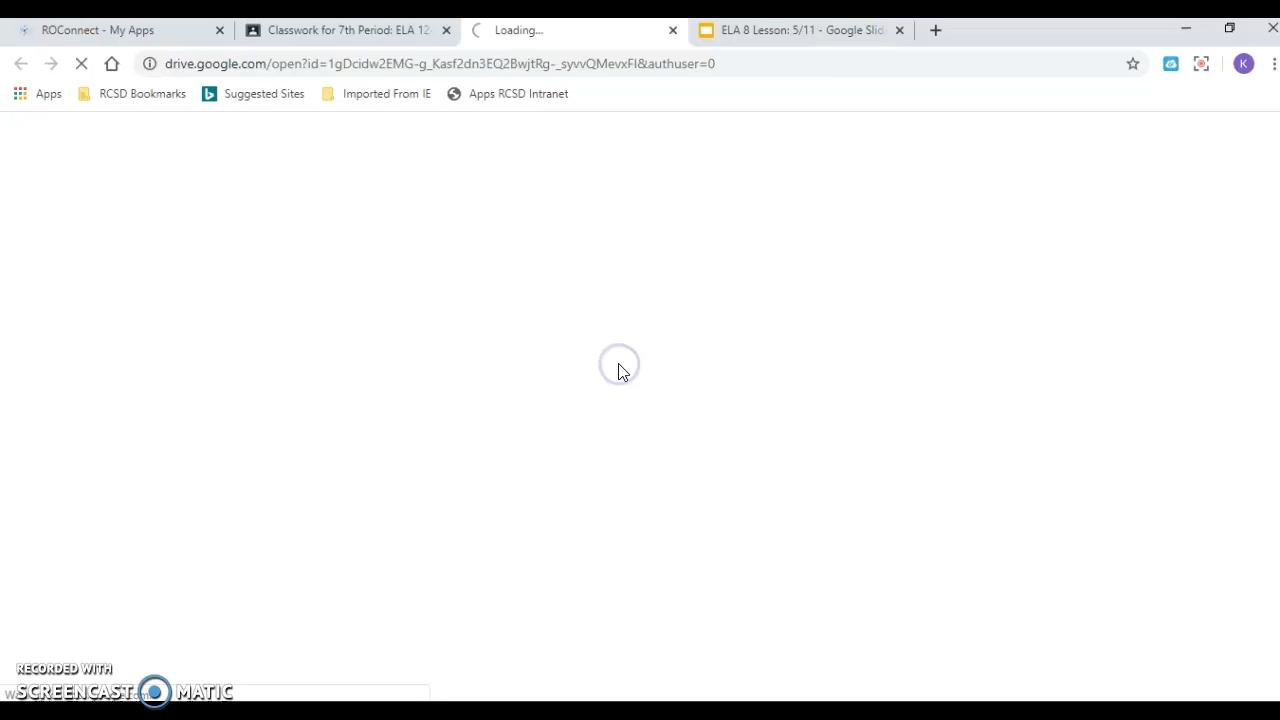 ROConnect - My Apps
Classwork for 7th Period: ELA 12
Loading...
ELA 8 Lesson: 5/11 - Google Slid
drive.google.com/open?id=1gDcidw2EMG-g_Kasf2dn3EQ2BwjtRg-_syvvQMevxFI&authuser=0
K
Apps
RCSD Bookmarks
Suggested Sites
Imported From IE
Apps RCSD Intranet
RECORDED WITH
SCREENCAST MATIC